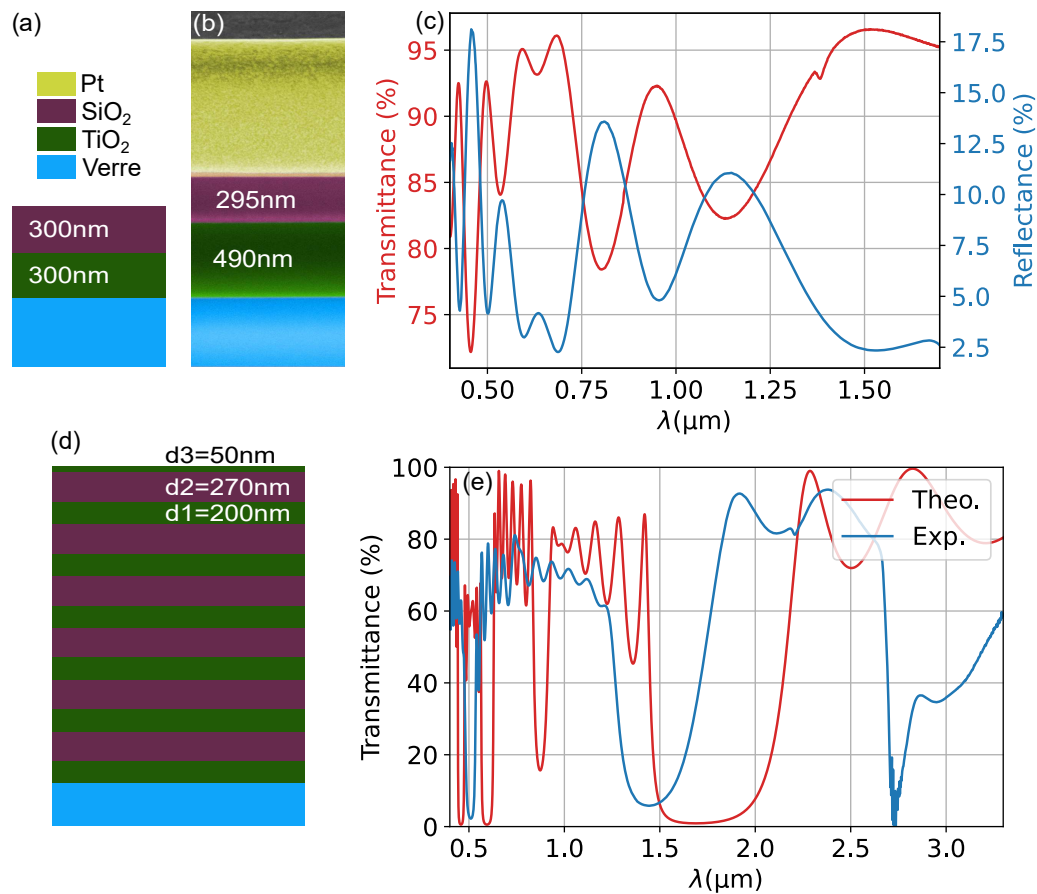 (a)
Pt
SiO₂
TiO₂
Verre
300nm
300nm
(b)
295nm
490nm
(c)
Transmittance (%)
95
90
85
80
75
0.50
0.75
1.00
1.25
1.50
λ(μm)
17.5
15.0
12.5
10.0
7.5
5.0
2.5
Reflectance (%)
(d)
d3=50nm
d2=270nm
d1=200nm
(e)
Transmittance (%)
100
80
60
40
20
0
0.5
1.0
1.5
2.0
2.5
3.0
λ(μm)
Theo.
Exp.